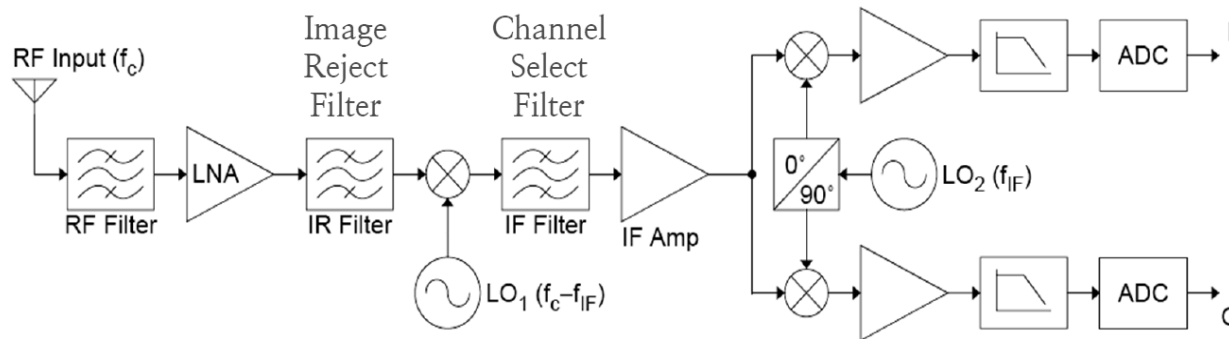 Image
Reject
Filter
Channel
Select
Filter
RF Input (fc)
LNA
RF Filter
IR Filter
IF Filter
IF Amp
LO1 (fc–fIF)
0°
90°
LO2 (fIF)
ADC
ADC